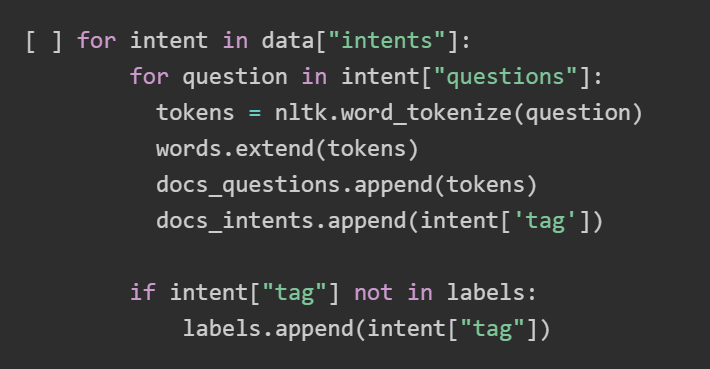 [ ] for intent in data["intents"]:
        for question in intent["questions"]:
          tokens = nltk.word_tokenize(question)
          words.extend(tokens)
          docs_questions.append(tokens)
          docs_intents.append(intent['tag'])
        if intent["tag"] not in labels:
            labels.append(intent["tag"])